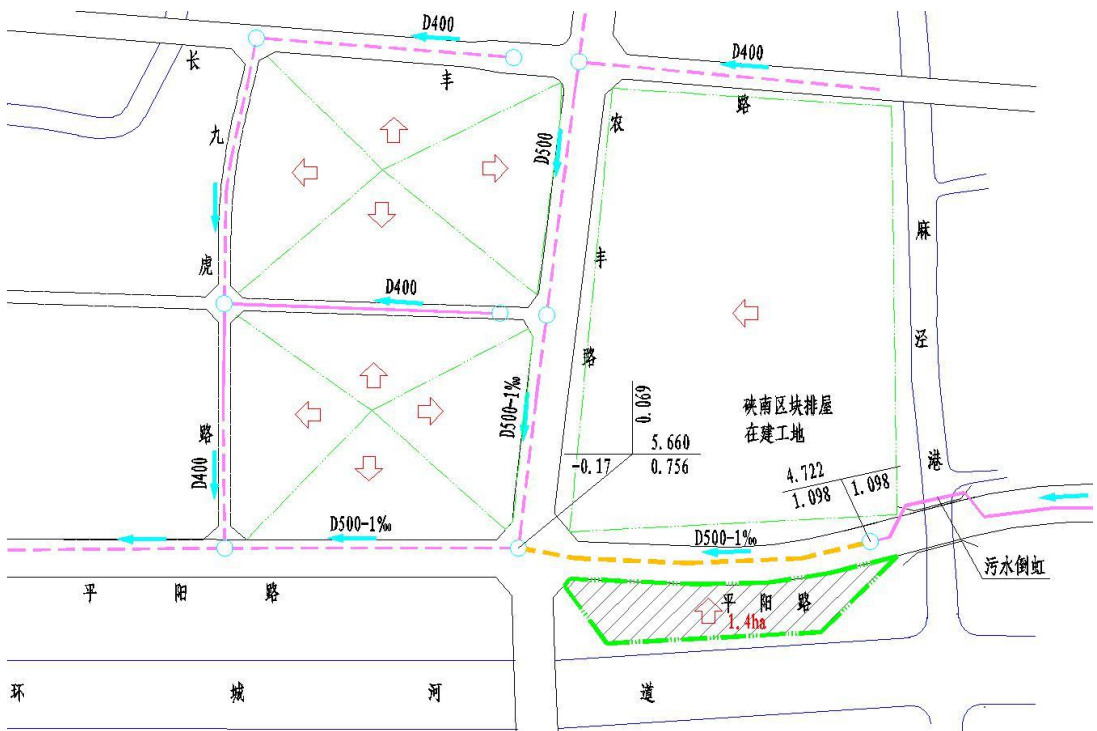 D400
D400
长
丰
路
九
农
D500
虎
丰
麻
D400
泾
路
D500-1‰
0.069
硖南区块排屋
在建工地
5.660
-0.17
0.756
路
港
D400
4.722
1.098
1.098
D500-1‰
D500-1‰
污水倒虹
平
阳
路
平
阳
路
1.4ha
环
城
河
道